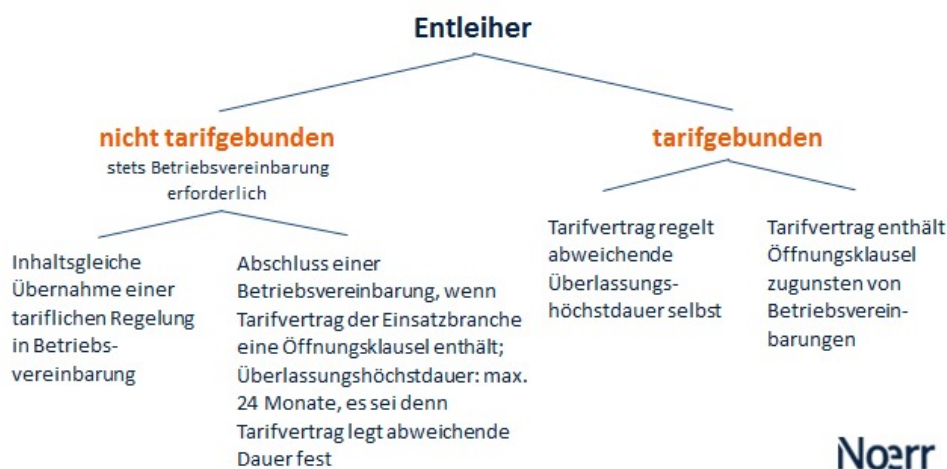 Entleiher
nicht tarifgebunden
stets Betriebsvereinbarung
erforderlich
Inhaltsgleiche
Übernahme einer
tariflichen Regelung
in Betriebs-
vereinbarung
Abschluss einer
Betriebsvereinbarung, wenn
Tarifvertrag der Einsatzbranche
eine Öffnungsklausel enthält;
Überlassungshöchstdauer: max.
24 Monate, es sei denn
Tarifvertrag legt abweichende
Dauer fest
tarifgebunden
Tarifvertrag regelt
abweichende
Überlassungs-
höchstdauer selbst
Tarifvertrag enthält
Öffnungsklausel
zugunsten von
Betriebsverein-
barungen
Noerr